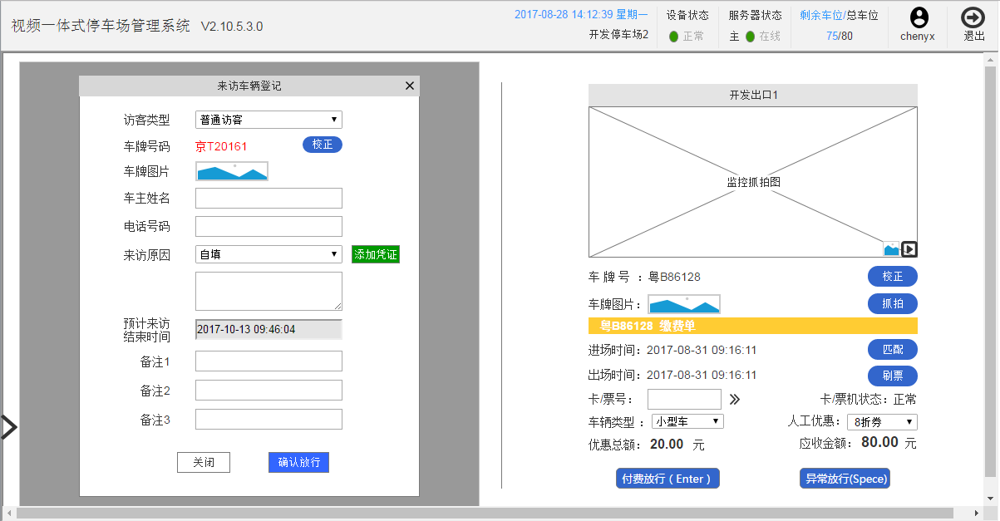 视频一体式停车场管理系统 V2.10.5.3.0
2017-08-28 14:12:39 星期一
开发停车场2
设备状态
正常
服务器状态
主 在线
剩余车位/总车位
75/80
chenyx
退出
来访车辆登记
访客类型 普通访客
车牌号码 京T20161 校正
车牌图片
车主姓名
电话号码
来访原因 自填 添加凭证
预计来访
结束时间
2017-10-13 09:46:04
备注1
备注2
备注3
关闭 确认放行
开发出口1
监控抓拍图
车 牌 号 ：粤B86128 校正
车牌图片： 抓拍
粤B86128 缴费单
进场时间：2017-08-31 09:16:11 匹配
出场时间：2017-08-31 09:16:11 刷票
卡/票号： 卡/票机状态：正常
车辆类型： 小型车 人工优惠： 8折券
优惠总额： 20.00 元 应收金额： 80.00 元
付费放行（Enter） 异常放行(Spece)